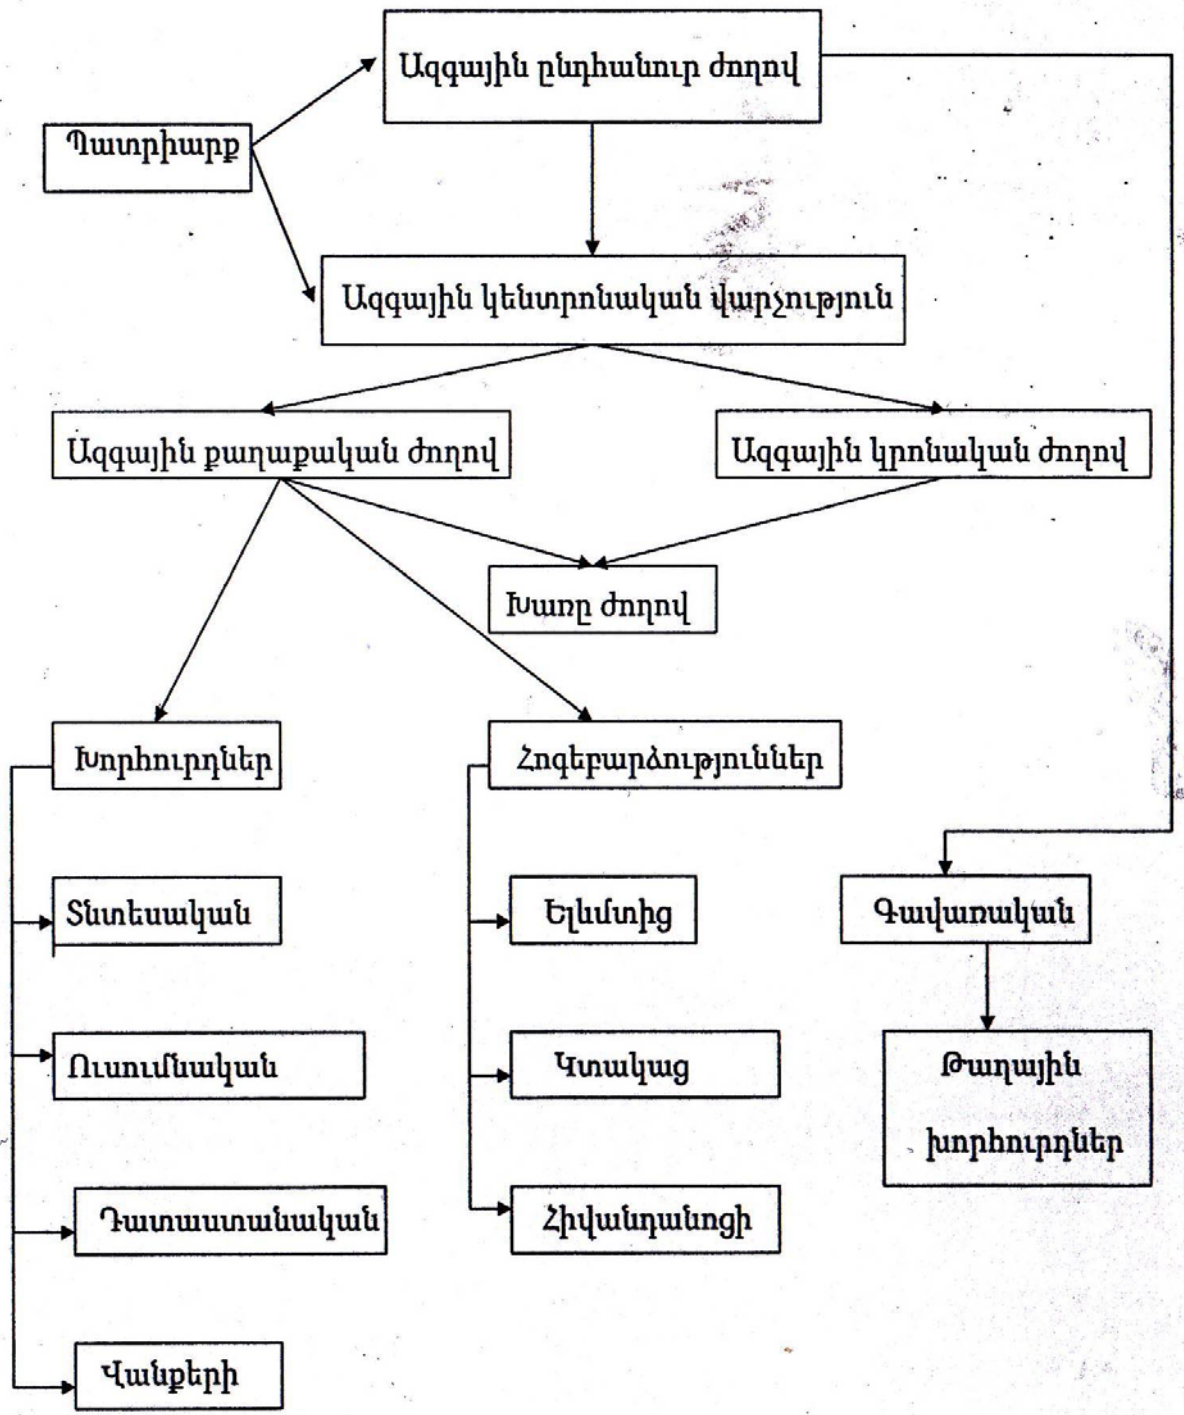 Ազգային ընդհանուր ժողով
Պատրիարք
Ազգային կենտրոնական վարչություն
Ազգային քաղաքական ժողով
Ազգային կրոնական ժողով
Խառը ժողով
Խորհուրդներ
Հոգեբարձություններ
Տնտեսական
Ելևմտից
Գավառական
Ուսումնական
Կտակաց
Թաղային
խորհուրդներ
Դատաստանական
Հիվանդանոցի
Վանքերի